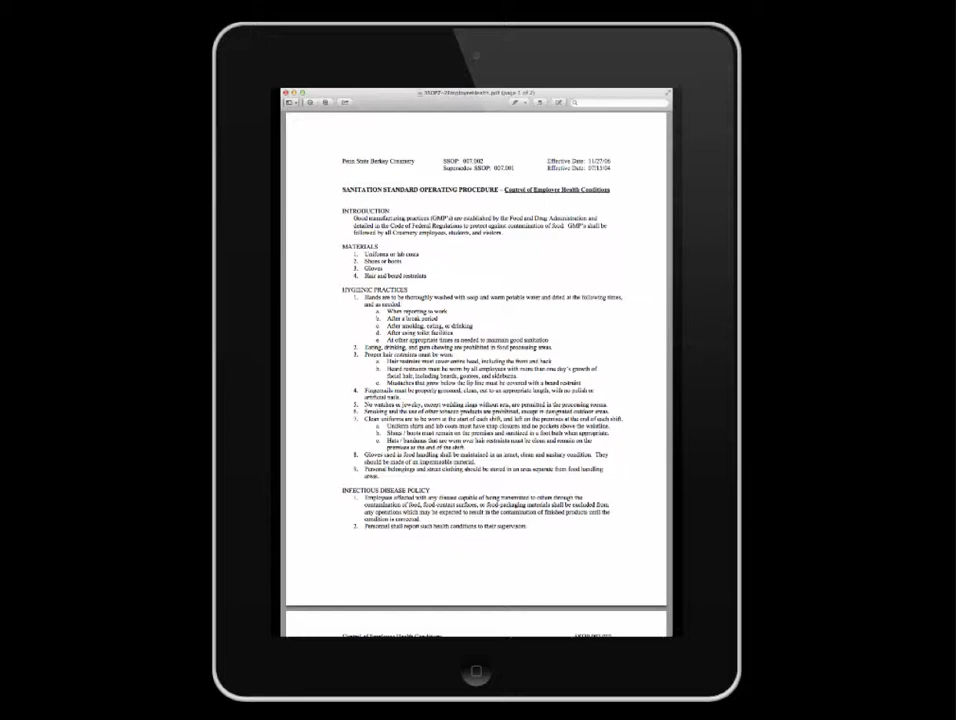 SSOP7-2EmployeeHealth.pdf (page 1 of 2)
Penn State Berkey Creamery SSOP: 007.002 Effective Date: 11/27/06
Supersedes SSOP: 007.001 Effective Date: 07/15/04
SANITATION STANDARD OPERATING PROCEDURE – Control of Employee Health Conditions
INTRODUCTION
Good manufacturing practices (GMP's) are established by the Food and Drug Administration and
detailed in the Code of Federal Regulations to protect against contamination of food. GMP's shall be
followed by all Creamery employees, students, and visitors.
MATERIALS
1. Uniforms or lab coats
2. Shoes or boots
3. Gloves
4. Hair and beard restraints
HYGIENIC PRACTICES
1. Hands are to be thoroughly washed with soap and warm potable water and dried at the following times,
and as needed.
a. When reporting to work
b. After a break period
c. After smoking, eating, or drinking
d. After using toilet facilities
e. At other appropriate times as needed to maintain good sanitation
2. Eating, drinking, and gum chewing are prohibited in food processing areas.
3. Proper hair restraints must be worn.
a. Hair restraint must cover entire head, including the front and back
b. Beard restraints must be worn by all employees with more than one day's growth of
facial hair, including beards, goatees, and sideburns.
c. Mustaches that grow below the lip line must be covered with a beard restraint
4. Fingernails must be properly groomed, clean, cut to an appropriate length, with no polish or
artificial nails.
5. No watches or jewelry, except wedding rings without sets, are permitted in the processing rooms.
6. Smoking and the use of other tobacco products are prohibited, except in designated outdoor areas.
7. Clean uniforms are to be worn at the start of each shift, and left on the premises at the end of each shift.
a. Uniform shirts and lab coats must have snap closures and no pockets above the waistline.
b. Shoes / boots must remain on the premises and sanitized in a foot bath when appropriate.
c. Hats / bandanas that are worn over hair restraints must be clean and remain on the
premises at the end of the shift.
8. Gloves used in food handling shall be maintained in an intact, clean and sanitary condition. They
should be made of an impermeable material.
9. Personal belongings and street clothing should be stored in an area separate from food handling
areas.
INFECTIOUS DISEASE POLICY
1. Employees affected with any disease capable of being transmitted to others through the
contamination of food, food contact surfaces, or food packaging materials shall be excluded from
any operations which may be expected to result in the contamination of finished products until the
condition is corrected.
2. Personnel shall report such health conditions to their supervisors.
Control of Employee Health Conditions SSOP 007.002